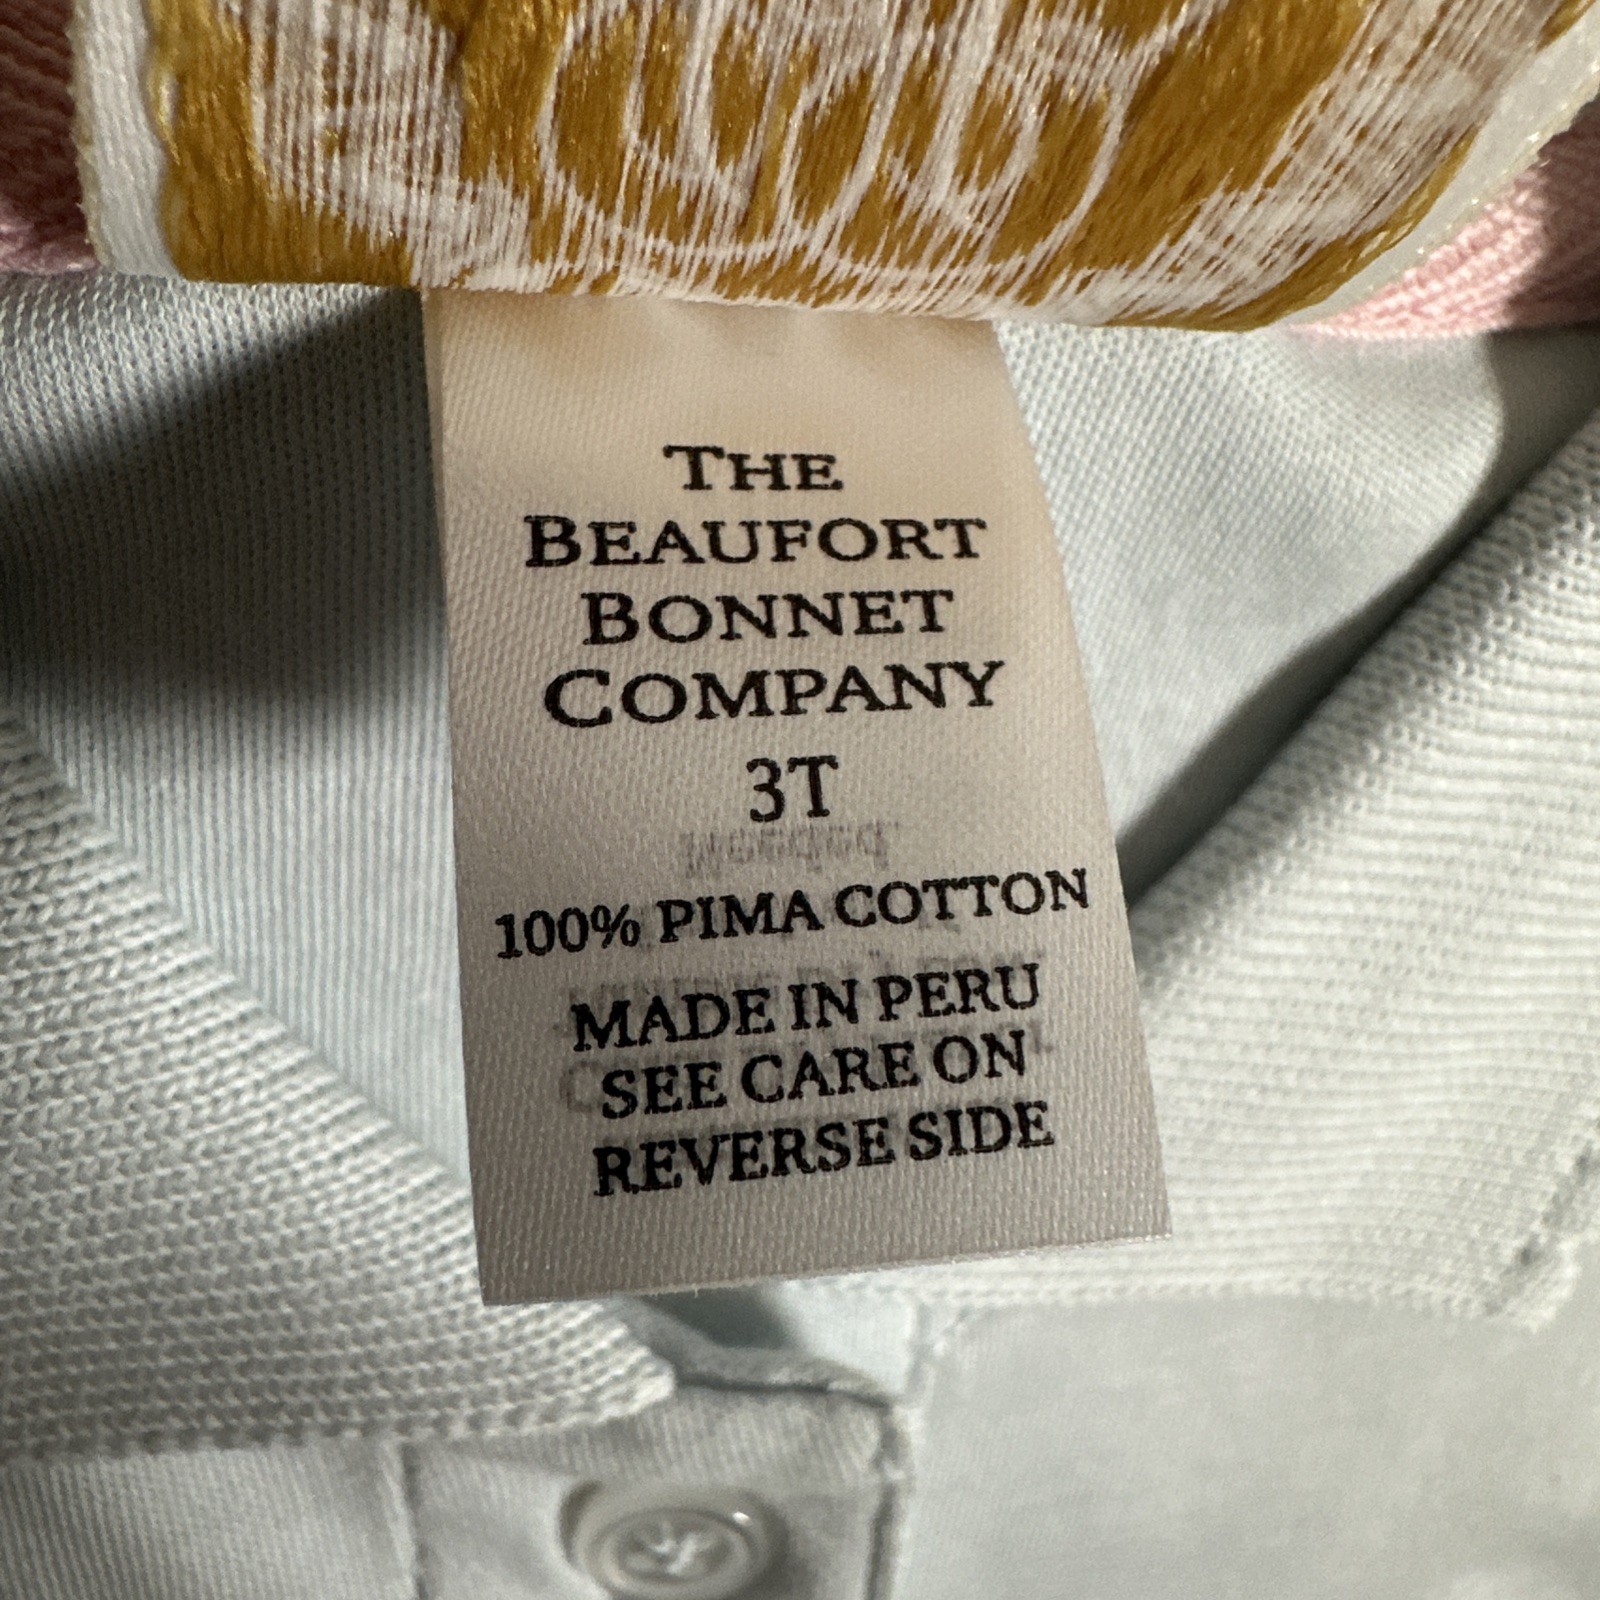 THE
BEAUFORT
BONNET
COMPANY
3T
100% PIMA COTTON
MADE IN PERU
SEE CARE ON
REVERSE SIDE